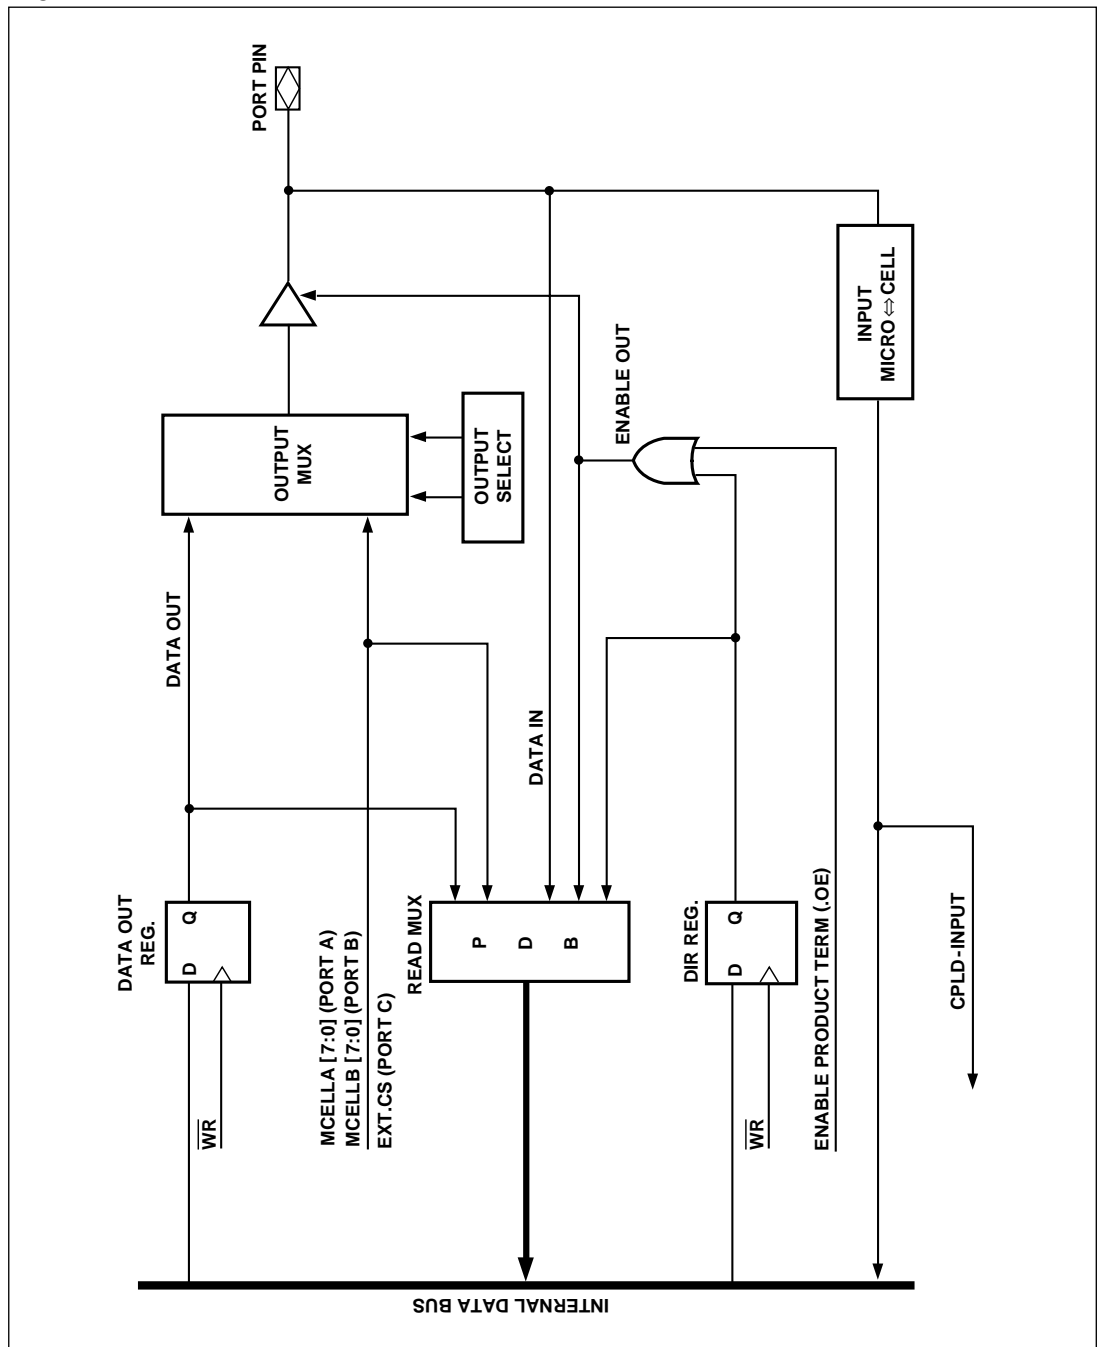 PORT PIN
DATA OUT
OUTPUT
MUX
OUTPUT
SELECT
ENABLE OUT
INPUT
MICRO⇔CELL
DATA IN
DATA OUT
REG.
D Q
WR
MCELLA [7:0] (PORT A)
MCELLB [7:0] (PORT B)
EXT.CS (PORT C)
READ MUX
P
D
B
DIR REG.
D Q
WR
ENABLE PRODUCT TERM (.OE)
CPLD-INPUT
INTERNAL DATA BUS